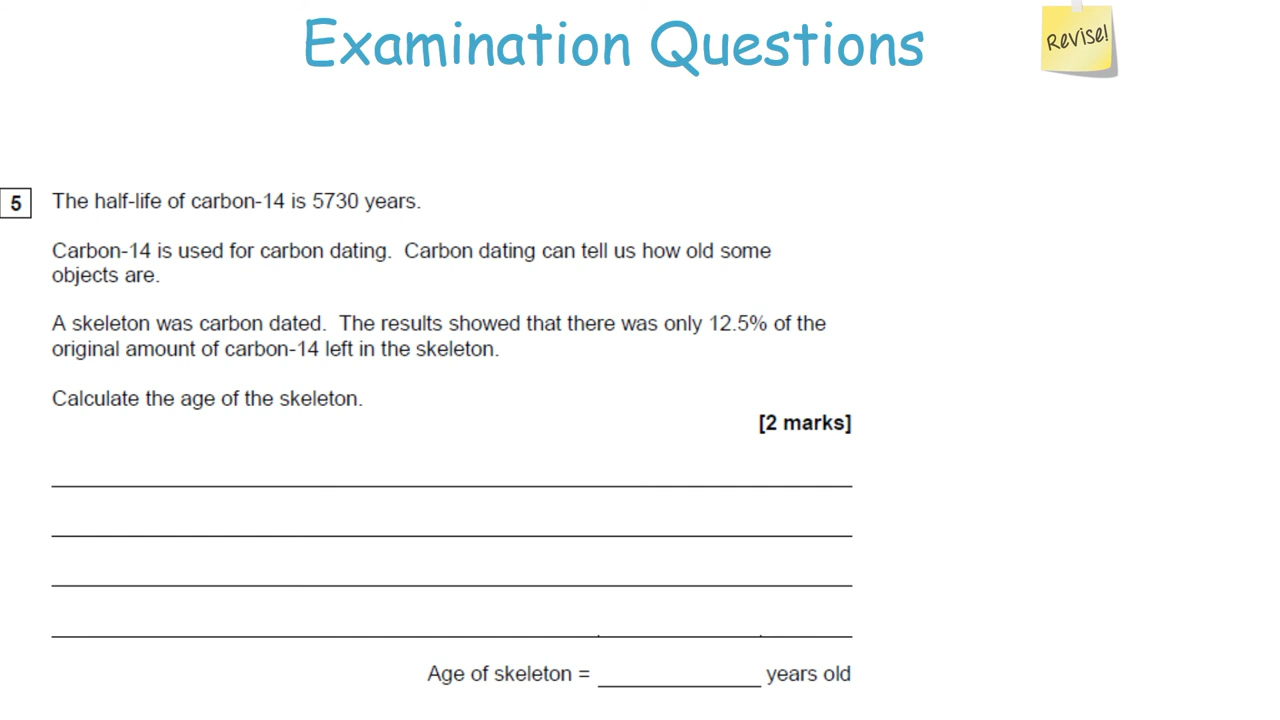 Examination Questions
Revise!
5 The half-life of carbon-14 is 5730 years.
Carbon-14 is used for carbon dating.  Carbon dating can tell us how old some
objects are.
A skeleton was carbon dated.  The results showed that there was only 12.5% of the
original amount of carbon-14 left in the skeleton.
Calculate the age of the skeleton.
[2 marks]
Age of skeleton = _______________ years old